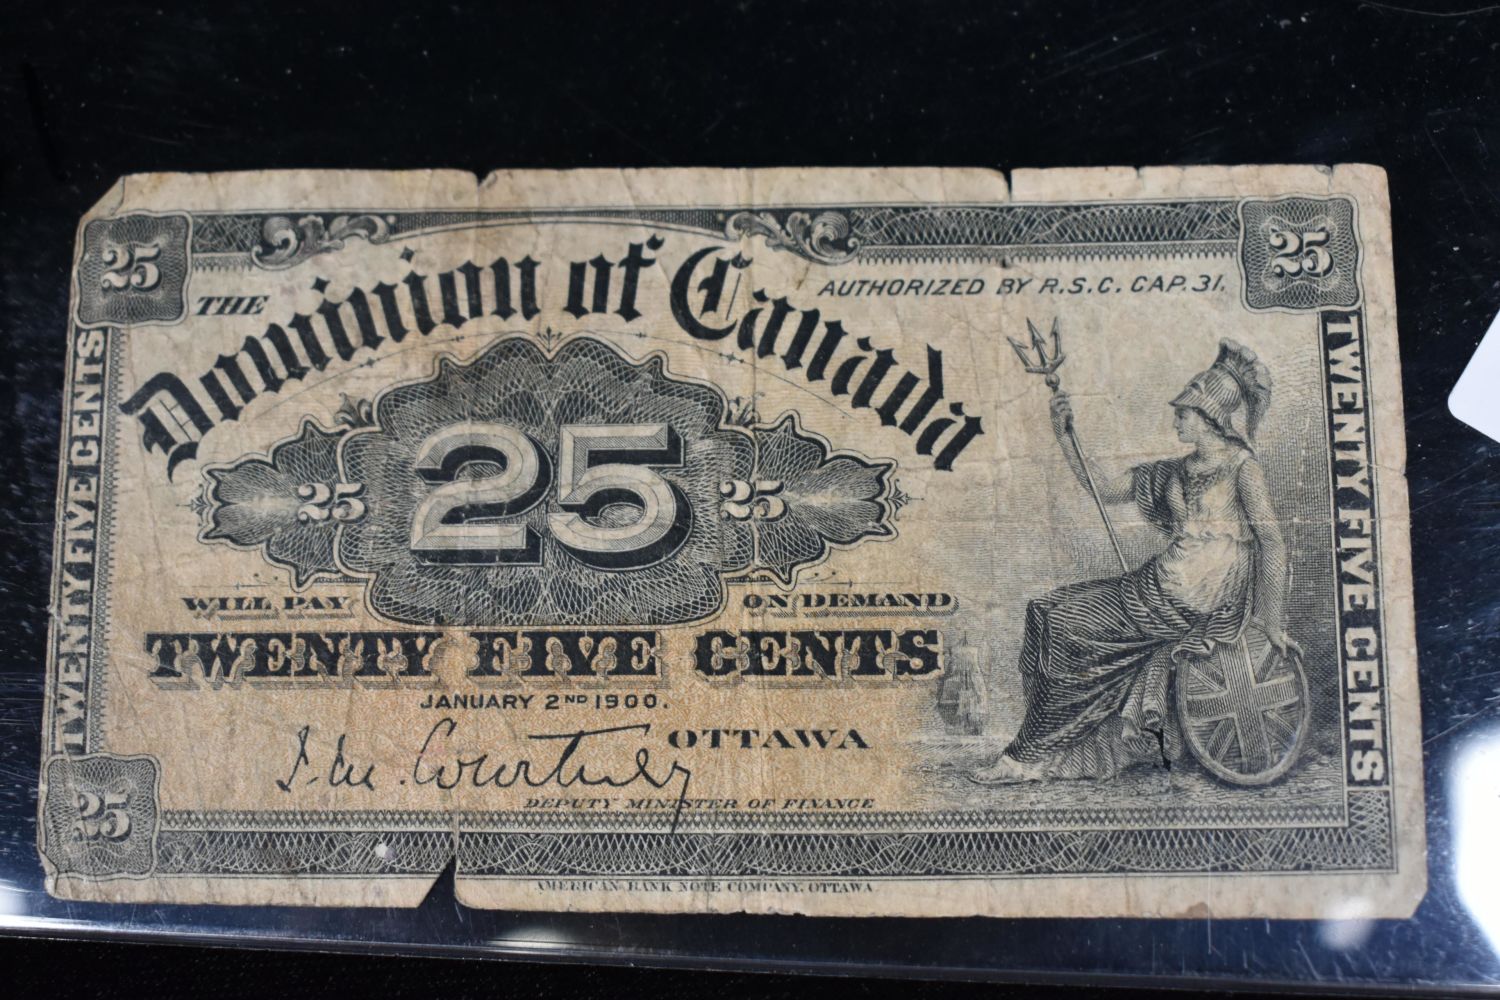 25
25
THE
Dominion of Canada
AUTHORIZED BY R.S.C. CAP. 31.
25
25
25
TWENTY FIVE CENTS
TWENTY FIVE CENTS
WILL PAY
ON DEMAND
TWENTY FIVE CENTS
JANUARY 2ND 1900.
OTTAWA
J.M. Courtney
DEPUTY MINISTER OF FINANCE
25
AMERICAN BANK NOTE COMPANY, OTTAWA